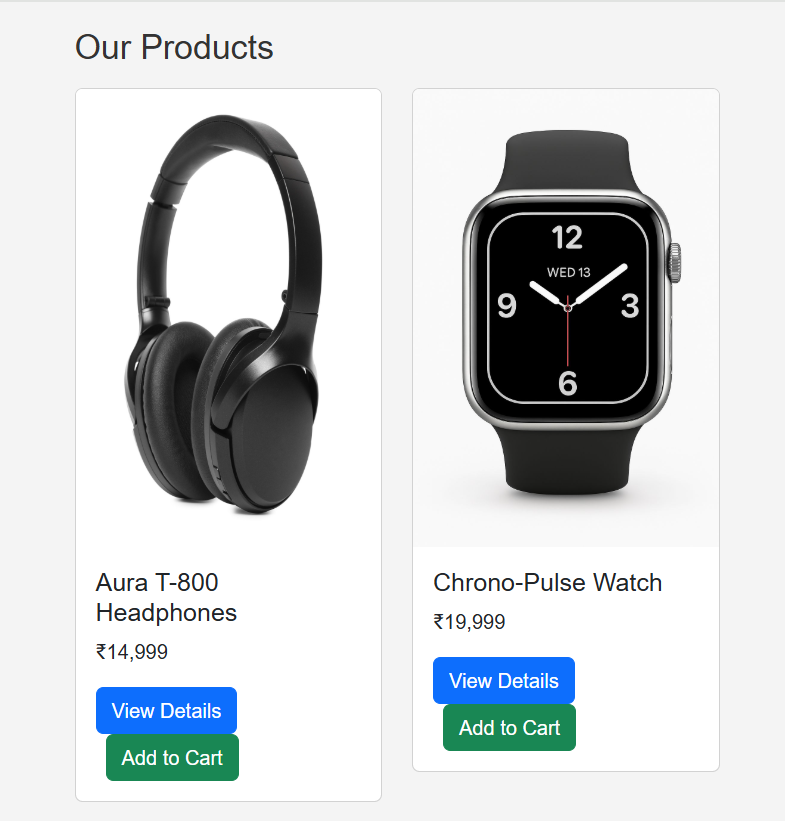 Our Products
12
WED 13
9
3
6
Aura T-800
Headphones
₹14,999
View Details
Add to Cart
Chrono-Pulse Watch
₹19,999
View Details
Add to Cart